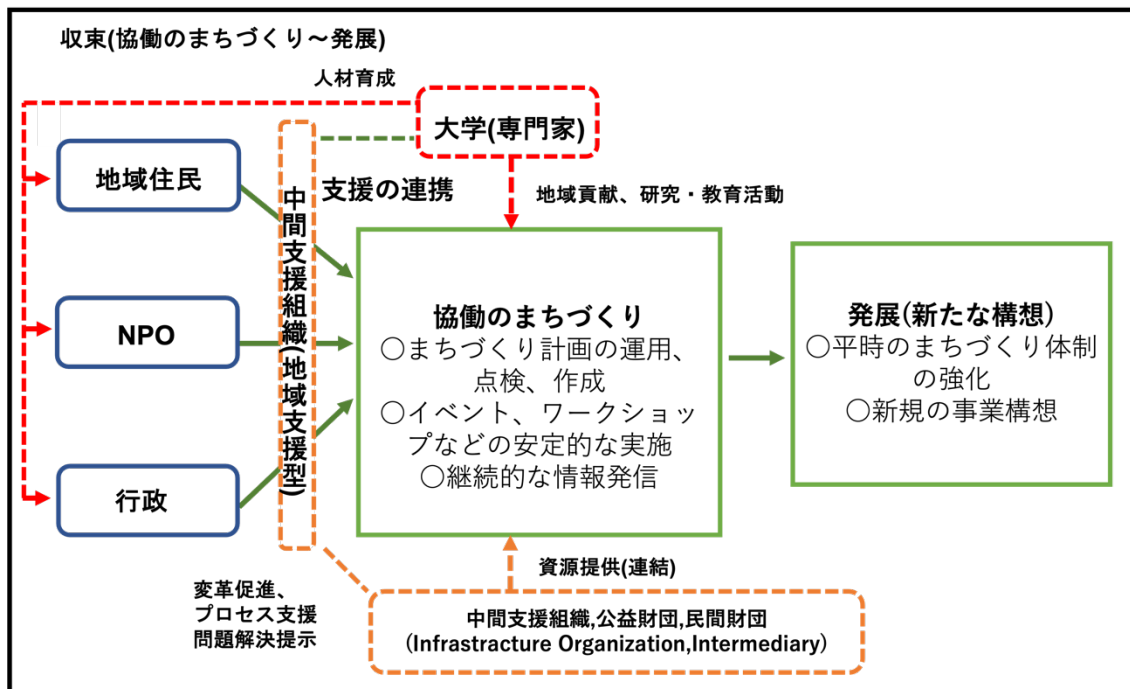 収束(協働のまちづくり～発展)
人材育成
大学(専門家)
地域住民
支援の連携
地域貢献、研究・教育活動
中間支援組織(地域支援型)
NPO
行政
協働のまちづくり
○まちづくり計画の運用、
点検、作成
○イベント、ワークショッ
プなどの安定的な実施
○継続的な情報発信
発展(新たな構想)
○平時のまちづくり体制
の強化
○新規の事業構想
変革促進、
プロセス支援
問題解決提示
資源提供(連結)
中間支援組織,公益財団,民間財団
(Infrastracture Organization,Intermediary)